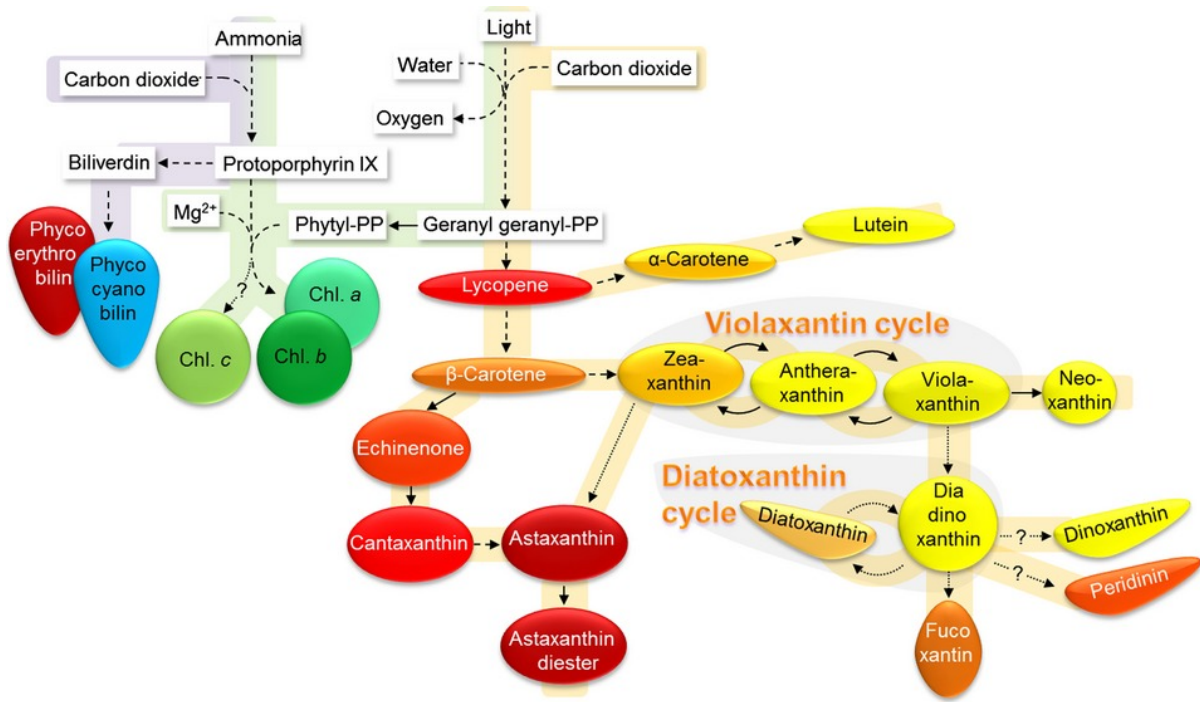 Ammonia
Light
Carbon dioxide
Water
Carbon dioxide
Oxygen
Biliverdin
Protoporphyrin IX
Mg2+
Phytyl-PP
Geranyl geranyl-PP
Phyco
erythro
bilin
Phyco
cyano
bilin
?
Chl. a
Chl. b
Chl. c
Lycopene
α-Carotene
Lutein
β-Carotene
Violaxantin cycle
Zea-
xanthin
Anthera-
xanthin
Viola-
xanthin
Neo-
xanthin
Echinenone
Cantaxanthin
Astaxanthin
Astaxanthin
diester
Diatoxanthin
cycle
Diatoxanthin
Dia
dino
xanthin
?
Dinoxanthin
?
Peridinin
Fuco
xantin